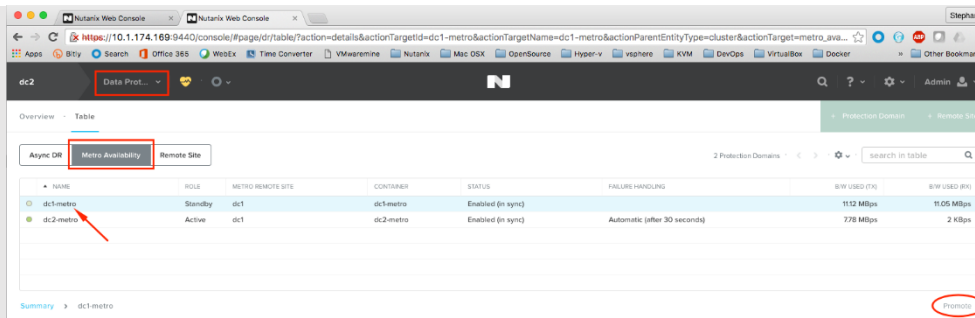 Nutanix Web Console × Nutanix Web Console × Stepha
https://10.1.174.169:9440/console/#page/dr/table/?action=details&actionTargetId=dc1-metro&actionTargetName=dc1-metro&actionParentEntityType=cluster&actionTarget=metro_ava...
Apps Bitly Search Office 365 WebEx Time Converter VMwaremine Nutanix Mac OSX OpenSource Hyper-v vsphere KVM DevOps VirtualBox Docker » Other Bookma
dc2 Data Prot... Admin
Overview · Table + Protection Domain + Remote Sit
Async DR Metro Availability Remote Site 2 Protection Domains search in table
NAME ROLE METRO REMOTE SITE CONTAINER STATUS FAILURE HANDLING B/W USED (TX) B/W USED (RX)
dc1-metro Standby dc1 dc1-metro Enabled (in sync) 11.12 MBps 11.05 MBps
dc2-metro Active dc1 dc2-metro Enabled (in sync) Automatic (after 30 seconds) 7.78 MBps 2 KBps
Summary > dc1-metro Promote